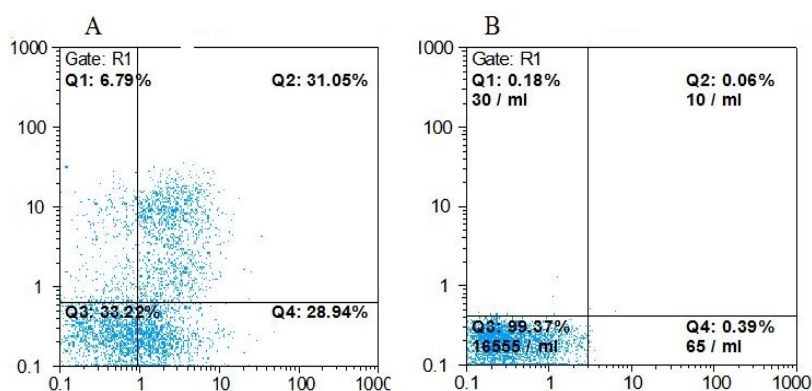 A
B
1000
Gate: R1
Q1: 6.79%
Q2: 31.05%
100
10
1
Q3: 33.22%
Q4: 28.94%
0.1
0.1
1
10
100
1000
1000
Gate: R1
Q1: 0.18%
30 / ml
Q2: 0.06%
10 / ml
100
10
1
Q3: 99.37%
16555 / ml
Q4: 0.39%
65 / ml
0.1
0.1
1
10
100
1000